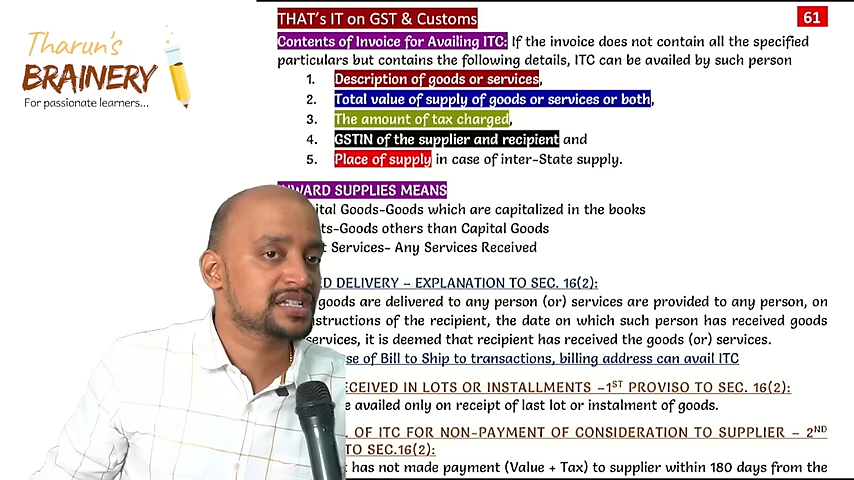 Tharun's
BRAINERY
For passionate learners...
THAT's IT on GST & Customs
61
Contents of Invoice for Availing ITC: If the invoice does not contain all the specified
particulars but contains the following details, ITC can be availed by such person
1. Description of goods or services,
2. Total value of supply of goods or services or both,
3. The amount of tax charged,
4. GSTIN of the supplier and recipient and
5. Place of supply in case of inter-State supply.
WARD SUPPLIES MEANS
ital Goods-Goods which are capitalized in the books
ts-Goods others than Capital Goods
t Services- Any Services Received
D DELIVERY – EXPLANATION TO SEC. 16(2):
goods are delivered to any person (or) services are provided to any person, on
nstructions of the recipient, the date on which such person has received goods
services, it is deemed that recipient has received the goods (or) services.
se of Bill to Ship to transactions, billing address can avail ITC
ECEIVED IN LOTS OR INSTALLMENTS –1ST PROVISO TO SEC. 16(2):
e availed only on receipt of last lot or instalment of goods.
OF ITC FOR NON-PAYMENT OF CONSIDERATION TO SUPPLIER – 2ND
TO SEC.16(2):
t has not made payment (Value + Tax) to supplier within 180 days from the